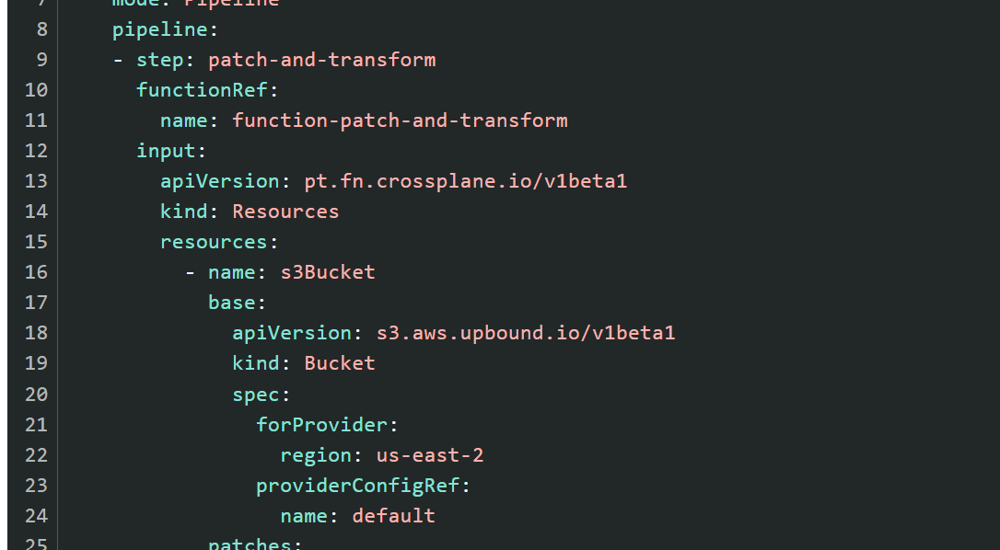 7 mode: Pipeline
8 pipeline:
9 - step: patch-and-transform
10 functionRef:
11 name: function-patch-and-transform
12 input:
13 apiVersion: pt.fn.crossplane.io/v1beta1
14 kind: Resources
15 resources:
16 - name: s3Bucket
17 base:
18 apiVersion: s3.aws.upbound.io/v1beta1
19 kind: Bucket
20 spec:
21 forProvider:
22 region: us-east-2
23 providerConfigRef:
24 name: default
25 patches: